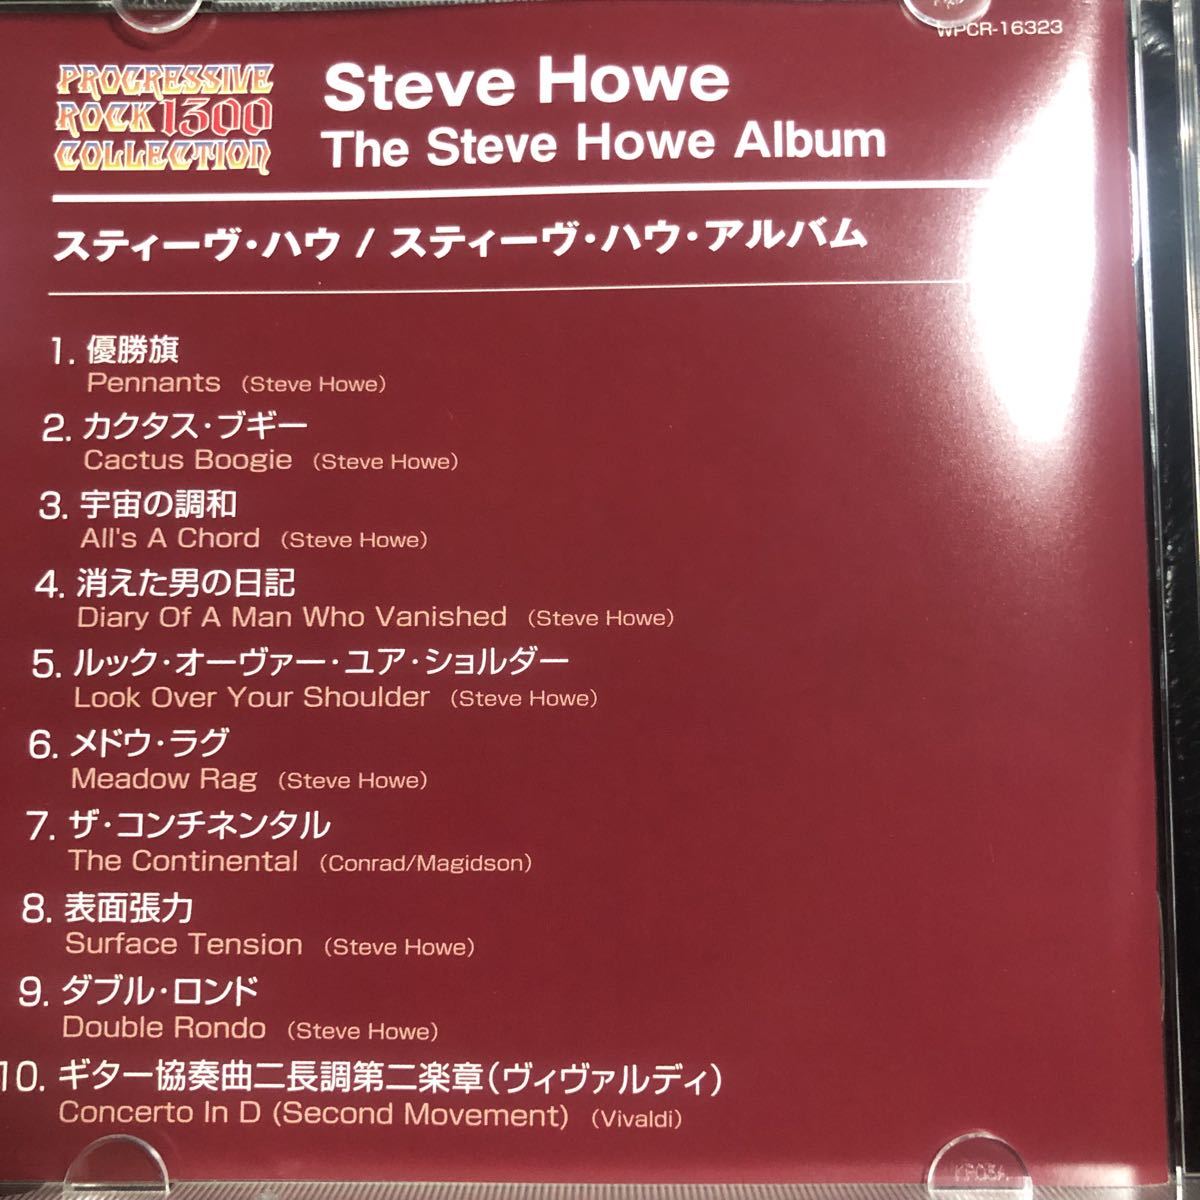 WPCR-16323
PROGRESSIVE
ROCK 1300
COLLECTION
Steve Howe
The Steve Howe Album
スティーヴ・ハウ / スティーヴ・ハウ・アルバム
1. 優勝旗
Pennants (Steve Howe)
2. カクタス・ブギー
Cactus Boogie (Steve Howe)
3. 宇宙の調和
All's A Chord (Steve Howe)
4. 消えた男の日記
Diary Of A Man Who Vanished (Steve Howe)
5. ルック・オーヴァー・ユア・ショルダー
Look Over Your Shoulder (Steve Howe)
6. メドウ・ラグ
Meadow Rag (Steve Howe)
7. ザ・コンチネンタル
The Continental (Conrad/Magidson)
8. 表面張力
Surface Tension (Steve Howe)
9. ダブル・ロンド
Double Rondo (Steve Howe)
10. ギター協奏曲二長調第二楽章(ヴィヴァルディ)
Concerto In D (Second Movement) (Vivaldi)